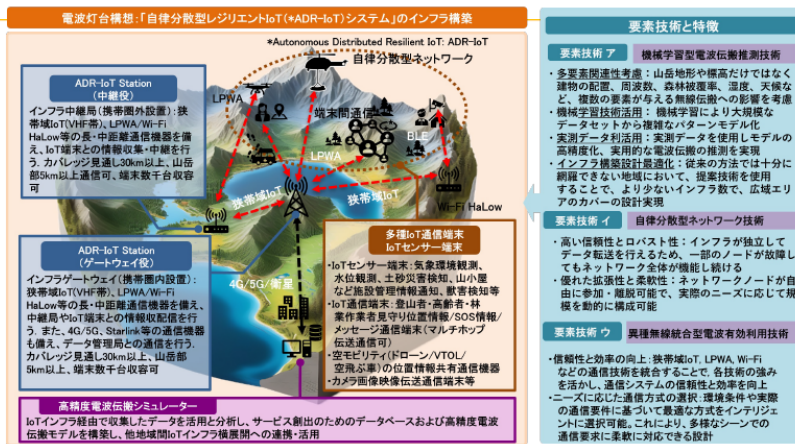 電波灯台構想:「自律分散型レジリエントIoT(*ADR-IoT)システム」のインフラ構築
*Autonomous Distributed Resilient IoT: ADR-IoT
自律分散型ネットワーク
ADR-IoT Station
(中継役)
インフラ中継局(携帯圏外設置):狭
帯域IoT(VHF帯)、LPWA/Wi-Fi
HaLow等の長・中距離通信機器を備
え、IoT端末との情報収集・中継を行
う。カバレッジ見通し30km以上、山岳
部5km以上通信可、端末数千台収容
可
LPWA
端末間通信
BLE
LPWA
狭帯域IoT
狭帯域IoT
Wi-Fi HaLow
ADR-IoT Station
(ゲートウェイ役)
インフラゲートウェイ(携帯圏内設置):
狭帯域IoT(VHF帯)、LPWA/Wi-Fi
HaLow等の長・中距離通信機器を備え、
中継局やIoT端末との情報収配信を行
う。また、4G/5G、Starlink等の通信機
も備え、データ管理局との通信を行う。
カバレッジ見通し30km以上、山岳部
5km以上、端末数千台収容可
4G/5G/衛星
多種IoT通信端末
IoTセンサー端末
・IoTセンサー端末:気象環境観測、
水位観測、土砂災害検知、山小屋
など施設管理情報通知、獣害検知等
・IoT通信端末:登山者・高齢者・林
業作業者見守り位置情報/SOS情報/
メッセージ通信端末(マルチホップ
伝送通信可)
・空モビリティ(ドローン/VTOL/
空飛ぶ車)の位置情報共有通信機器
・カメラ画像映像伝送通信端末等
高精度電波伝搬シミュレーター
IoTインフラ経由で収集したデータを活用と分析し、サービス創出のためのデータベースおよび高精度電波
伝搬モデルを構築し、他地域間IoTインフラ横展開への連携・活用
要素技術と特徴
要素技術 ア
機械学習型電波伝搬推測技術
・多要素関連性考慮:山岳地形や標高だけではなく
建物の配置、周波数、森林被覆率、湿度、天候な
ど、複数の要素が与える無線伝搬への影響を考慮
・機械学習技術活用:機械学習により大規模な
データセットから複雑なパターンモデル化
・実測データ利活用:実測データを使用しモデルの
高精度化、実用的な電波伝搬の推測を実現
・インフラ構築設計最適化:従来の方法では十分に
網羅できない地域において、提案技術を使用
することで、より少ないインフラ数で、広域エリ
アのカバーの設計実現
要素技術 イ
自律分散型ネットワーク技術
・高い信頼性とロバスト性:インフラが独立して
データ転送を行えるため、一部のノードが故障し
てもネットワーク全体が機能し続ける
・優れた拡張性と柔軟性:ネットワークノードが自
由に参加・離脱可能で、実際のニーズに応じて規
模を動的に構成可能
要素技術 ウ
異種無線統合型電波有効利用技術
・信頼性と効率の向上:狭帯域IoT、LPWA、Wi-Fi
などの通信技術を統合することで、各技術の強み
を活かし、通信システムの信頼性と効率を向上
・ニーズに応じた通信方式の選択:環境条件や実際
の通信要件に基づいて最適な方式をインテリジェ
ントに選択可能。これにより、多様なシーンでの
通信要求に柔軟に対応できる設計